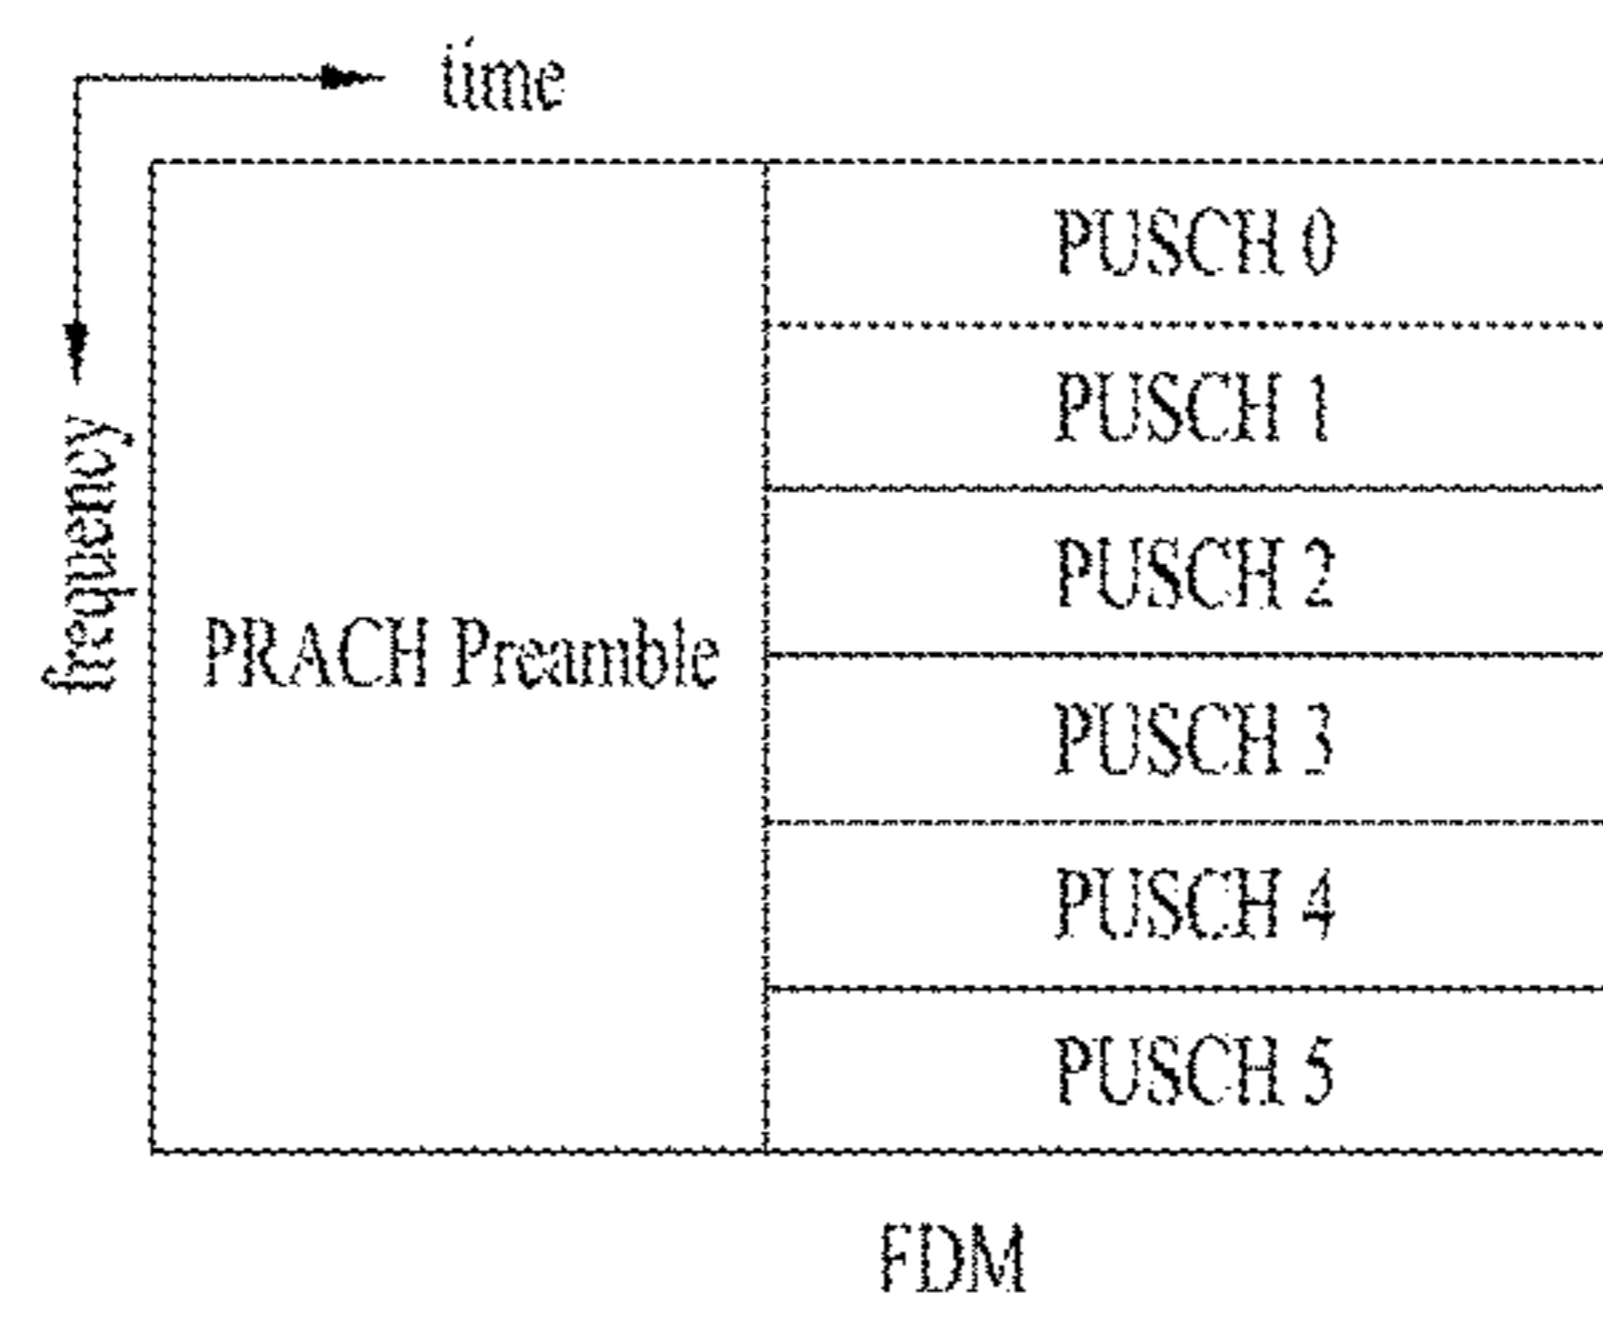 time
frequency
PRACH Preamble
PUSCH 0
PUSCH 1
PUSCH 2
PUSCH 3
PUSCH 4
PUSCH 5
FDM